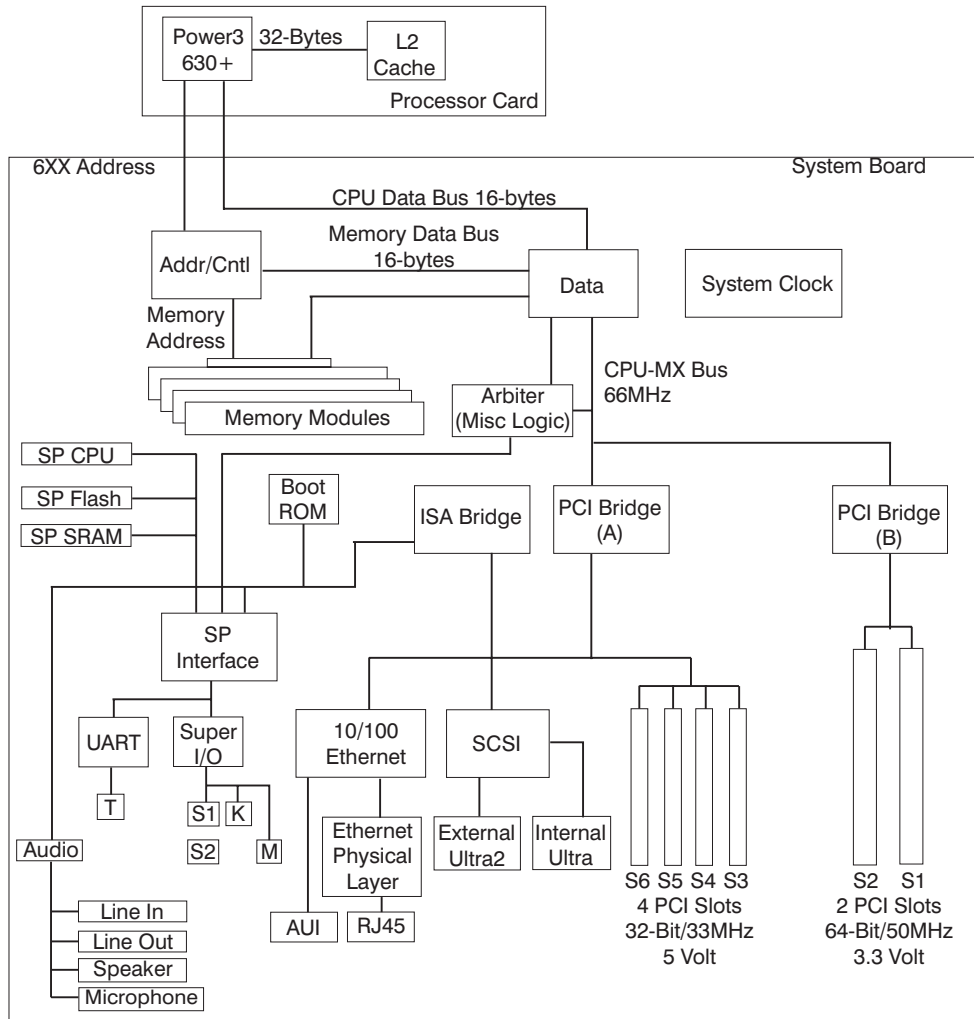 Power3
630+
32-Bytes
L2
Cache
Processor Card
6XX Address
System Board
CPU Data Bus 16-bytes
Memory Data Bus
16-bytes
Addr/Cntl
Data
System Clock
Memory
Address
CPU-MX Bus
66MHz
Arbiter
(Misc Logic)
Memory Modules
SP CPU
SP Flash
SP SRAM
Boot
ROM
ISA Bridge
PCI Bridge
(A)
PCI Bridge
(B)
SP
Interface
UART
Super
I/O
10/100
Ethernet
SCSI
T
S1
K
S2
M
Audio
Ethernet
Physical
Layer
External
Ultra2
Internal
Ultra
AUI
RJ45
Line In
Line Out
Speaker
Microphone
S6 S5 S4 S3
4 PCI Slots
32-Bit/33MHz
5 Volt
S2 S1
2 PCI Slots
64-Bit/50MHz
3.3 Volt